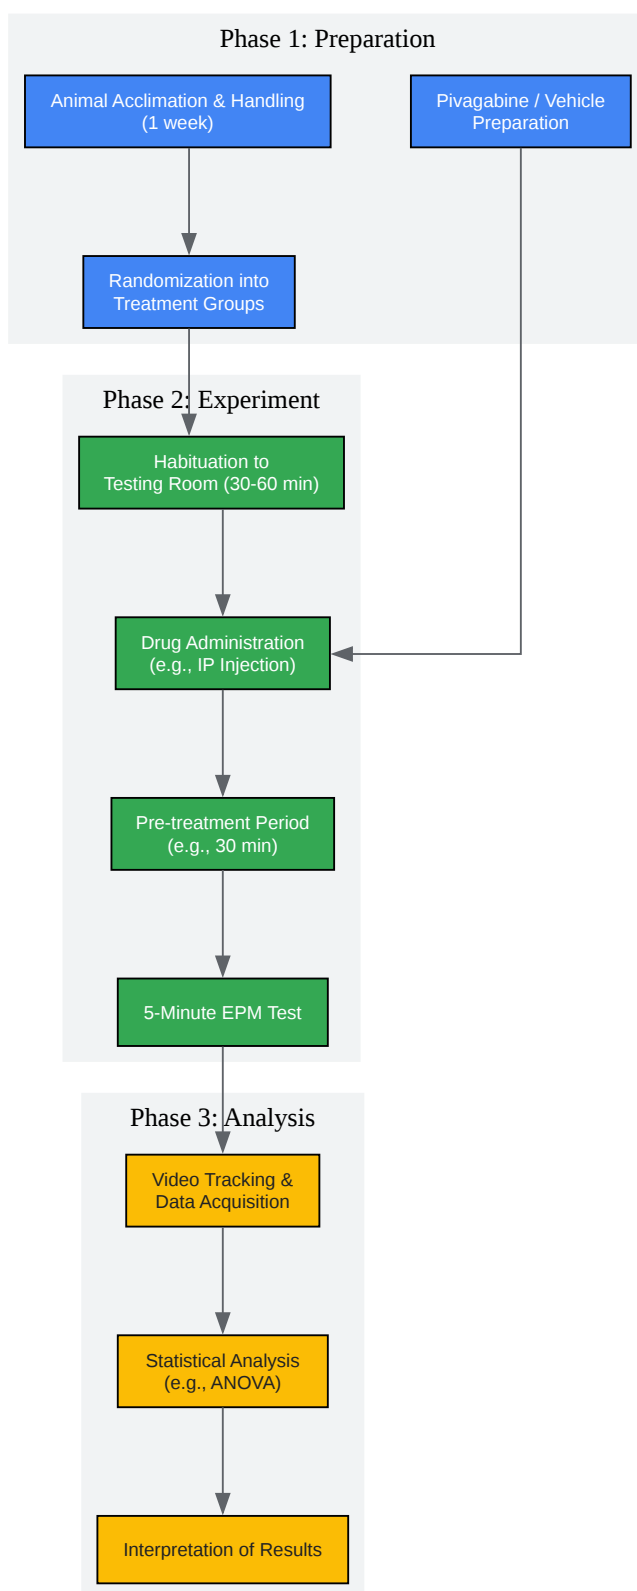 Phase 1: Preparation
Animal Acclimation & Handling
(1 week)
Pivagabine / Vehicle
Preparation
Randomization into
Treatment Groups
Phase 2: Experiment
Habituation to
Testing Room (30-60 min)
Drug Administration
(e.g., IP Injection)
Pre-treatment Period
(e.g., 30 min)
5-Minute EPM Test
Phase 3: Analysis
Video Tracking &
Data Acquisition
Statistical Analysis
(e.g., ANOVA)
Interpretation of Results